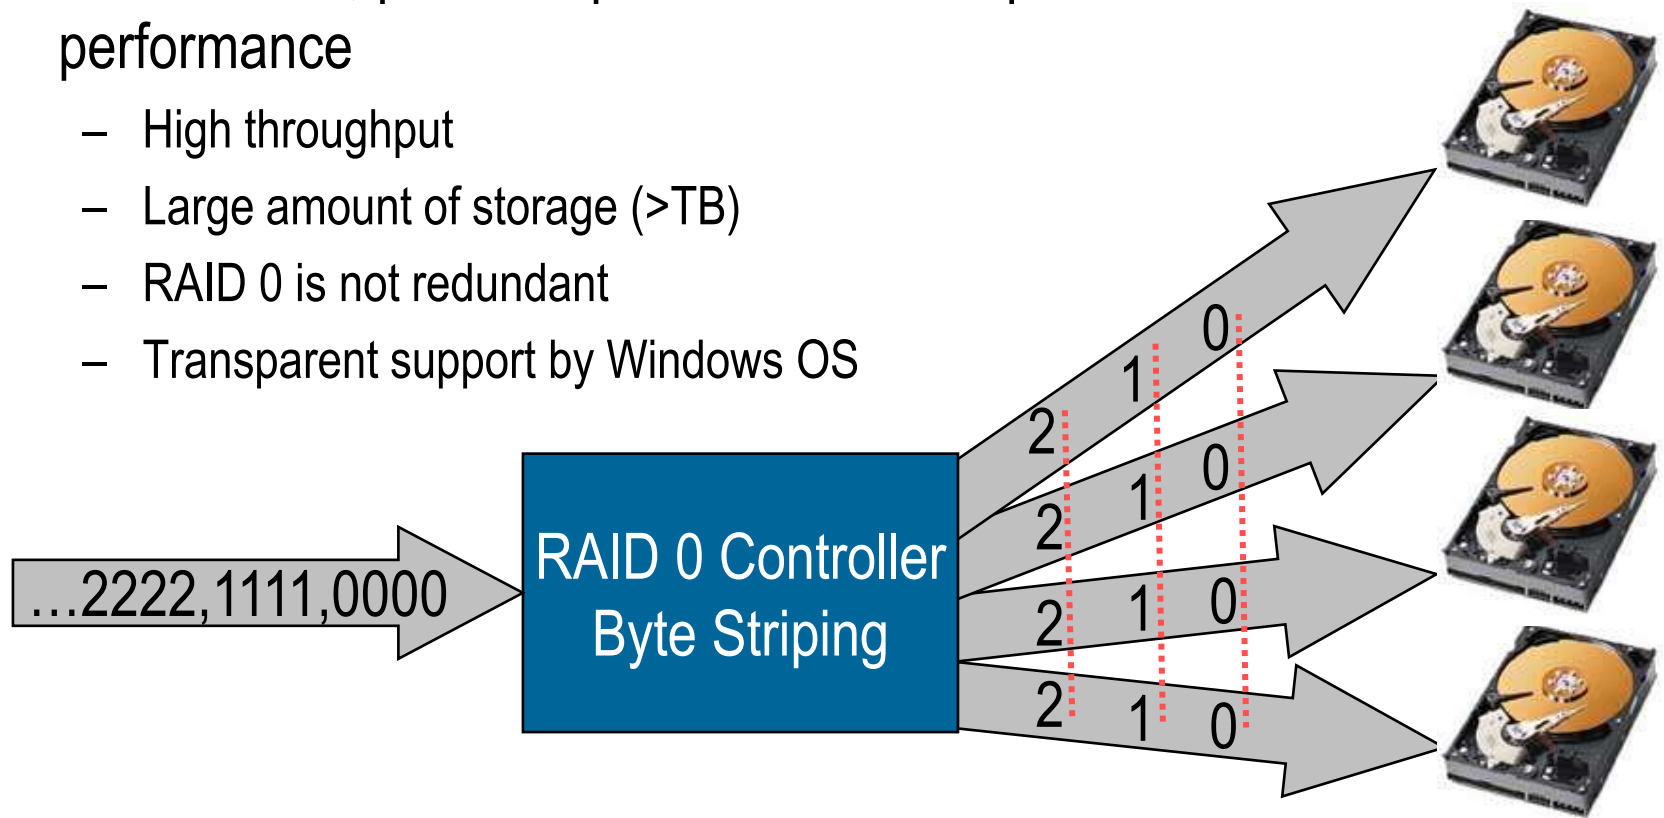 performance
– High throughput
– Large amount of storage (>TB)
– RAID 0 is not redundant
– Transparent support by Windows OS
…2222,1111,0000
RAID 0 Controller
Byte Striping
2 1 0
2 1 0
2 1 0
2 1 0